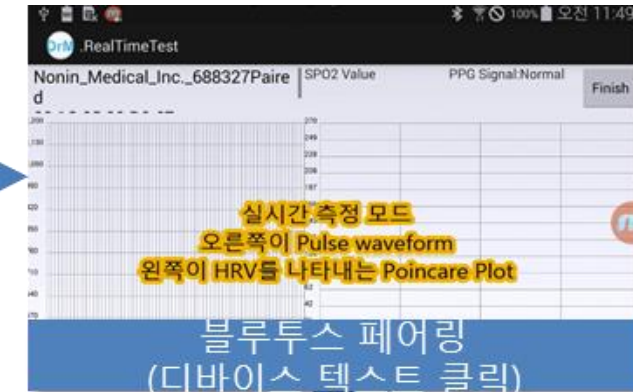 100% 오전 11:49
DrM .RealTimeTest
Nonin_Medical_Inc._688327Paire
d
SPO2 Value
PPG Signal:Normal
Finish
실시간 측정 모드
오른쪽이 Pulse waveform
왼쪽이 HRV를 나타내는 Poincare Plot
블루투스 페어링
(디바이스 텍스트 클릭)